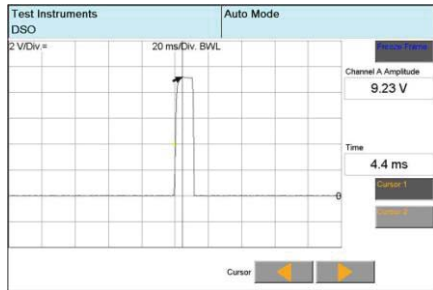 Test Instruments
DSO
Auto Mode
2 V/Div.=
20 ms/Div. BWL
Freeze Frame
Channel A Amplitude
9.23 V
Time
4.4 ms
0
Cursor 1
Cursor 2
Cursor